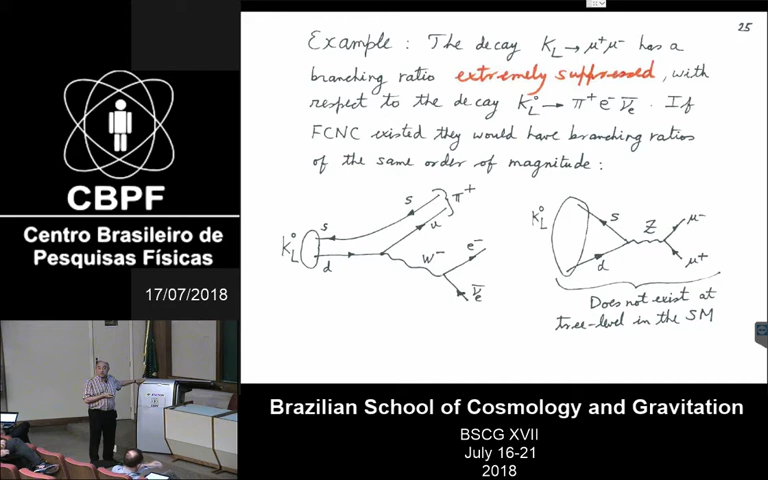 25
Example : The decay K_L → μ⁺μ⁻ has a
branching ratio extremely suppressed, with
respect to the decay K_L⁰ → π⁺ e⁻ ν̄_e . If
FCNC existed they would have branching ratios
of the same order of magnitude :
K_L⁰
s
s
π⁺
u
d
W⁻
e⁻
ν̄_e
K_L⁰
s
d
Z
μ⁻
μ⁺
Does not exist at
tree-level in the SM
CBPF
Centro Brasileiro de
Pesquisas Físicas
17/07/2018
Brazilian School of Cosmology and Gravitation
BSCG XVII
July 16-21
2018